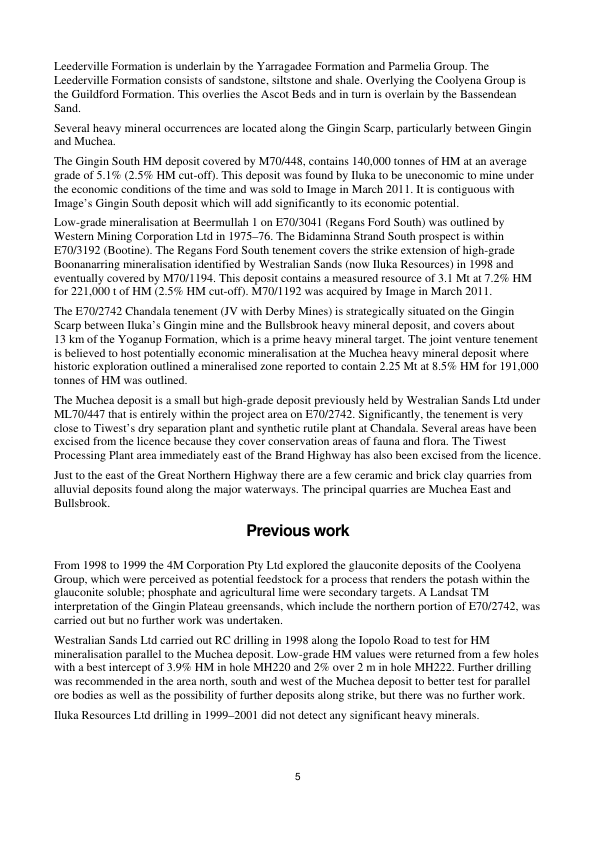 Leederville Formation is underlain by the Yarragadee Formation and Parmelia Group. The
Leederville Formation consists of sandstone, siltstone and shale. Overlying the Coolyena Group is
the Guildford Formation. This overlies the Ascot Beds and in turn is overlain by the Bassendean
Sand.
Several heavy mineral occurrences are located along the Gingin Scarp, particularly between Gingin
and Muchea.
The Gingin South HM deposit covered by M70/448, contains 140,000 tonnes of HM at an average
grade of 5.1% (2.5% HM cut-off). This deposit was found by Iluka to be uneconomic to mine under
the economic conditions of the time and was sold to Image in March 2011. It is contiguous with
Image's Gingin South deposit which will add significantly to its economic potential.
Low-grade mineralisation at Beermullah 1 on E70/3041 (Regans Ford South) was outlined by
Western Mining Corporation Ltd in 1975–76. The Bidaminna Strand South prospect is within
E70/3192 (Bootine). The Regans Ford South tenement covers the strike extension of high-grade
Boonanarring mineralisation identified by Westralian Sands (now Iluka Resources) in 1998 and
eventually covered by M70/1194. This deposit contains a measured resource of 3.1 Mt at 7.2% HM
for 221,000 t of HM (2.5% HM cut-off). M70/1192 was acquired by Image in March 2011.
The E70/2742 Chandala tenement (JV with Derby Mines) is strategically situated on the Gingin
Scarp between Iluka's Gingin mine and the Bullsbrook heavy mineral deposit, and covers about
13 km of the Yoganup Formation, which is a prime heavy mineral target. The joint venture tenement
is believed to host potentially economic mineralisation at the Muchea heavy mineral deposit where
historic exploration outlined a mineralised zone reported to contain 2.25 Mt at 8.5% HM for 191,000
tonnes of HM was outlined.
The Muchea deposit is a small but high-grade deposit previously held by Westralian Sands Ltd under
ML70/447 that is entirely within the project area on E70/2742. Significantly, the tenement is very
close to Tiwest's dry separation plant and synthetic rutile plant at Chandala. Several areas have been
excised from the licence because they cover conservation areas of fauna and flora. The Tiwest
Processing Plant area immediately east of the Brand Highway has also been excised from the licence.
Just to the east of the Great Northern Highway there are a few ceramic and brick clay quarries from
alluvial deposits found along the major waterways. The principal quarries are Muchea East and
Bullsbrook.
Previous work
From 1998 to 1999 the 4M Corporation Pty Ltd explored the glauconite deposits of the Coolyena
Group, which were perceived as potential feedstock for a process that renders the potash within the
glauconite soluble; phosphate and agricultural lime were secondary targets. A Landsat TM
interpretation of the Gingin Plateau greensands, which include the northern portion of E70/2742, was
carried out but no further work was undertaken.
Westralian Sands Ltd carried out RC drilling in 1998 along the Iopolo Road to test for HM
mineralisation parallel to the Muchea deposit. Low-grade HM values were returned from a few holes
with a best intercept of 3.9% HM in hole MH220 and 2% over 2 m in hole MH222. Further drilling
was recommended in the area north, south and west of the Muchea deposit to better test for parallel
ore bodies as well as the possibility of further deposits along strike, but there was no further work.
Iluka Resources Ltd drilling in 1999–2001 did not detect any significant heavy minerals.
5